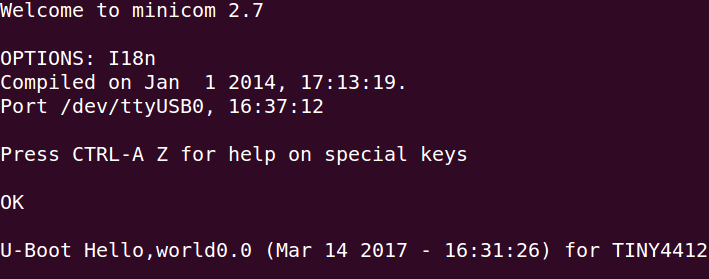 Welcome to minicom 2.7
OPTIONS: I18n
Compiled on Jan  1 2014, 17:13:19.
Port /dev/ttyUSB0, 16:37:12
Press CTRL-A Z for help on special keys
OK
U-Boot Hello,world0.0 (Mar 14 2017 - 16:31:26) for TINY4412